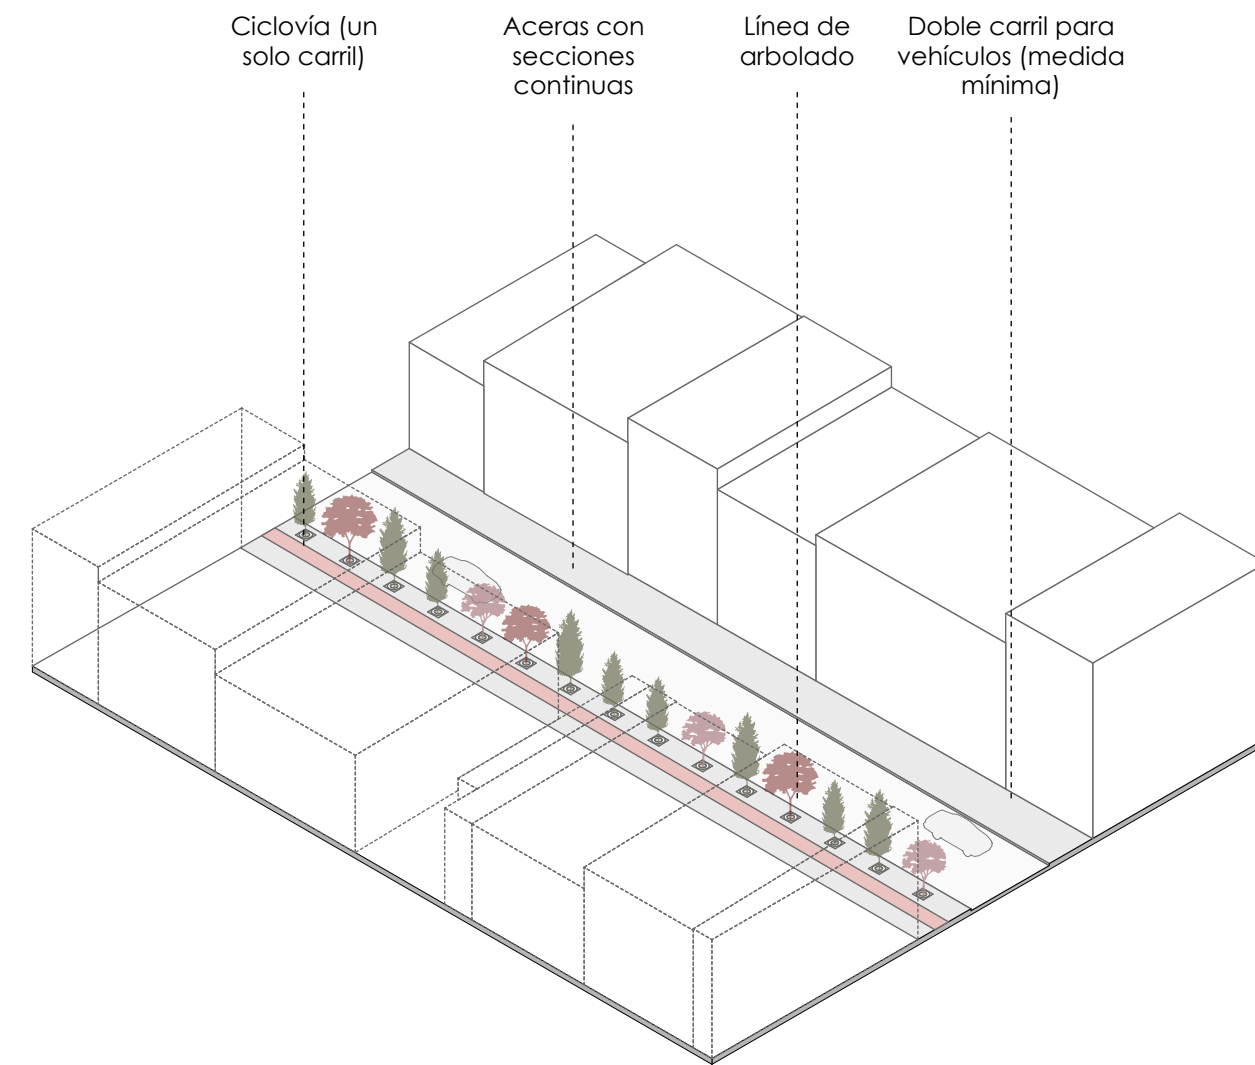 Ciclovía (un
solo carril)
Aceras con
secciones
continuas
Línea de
arbolado
Doble carril para
vehículos (medida
mínima)